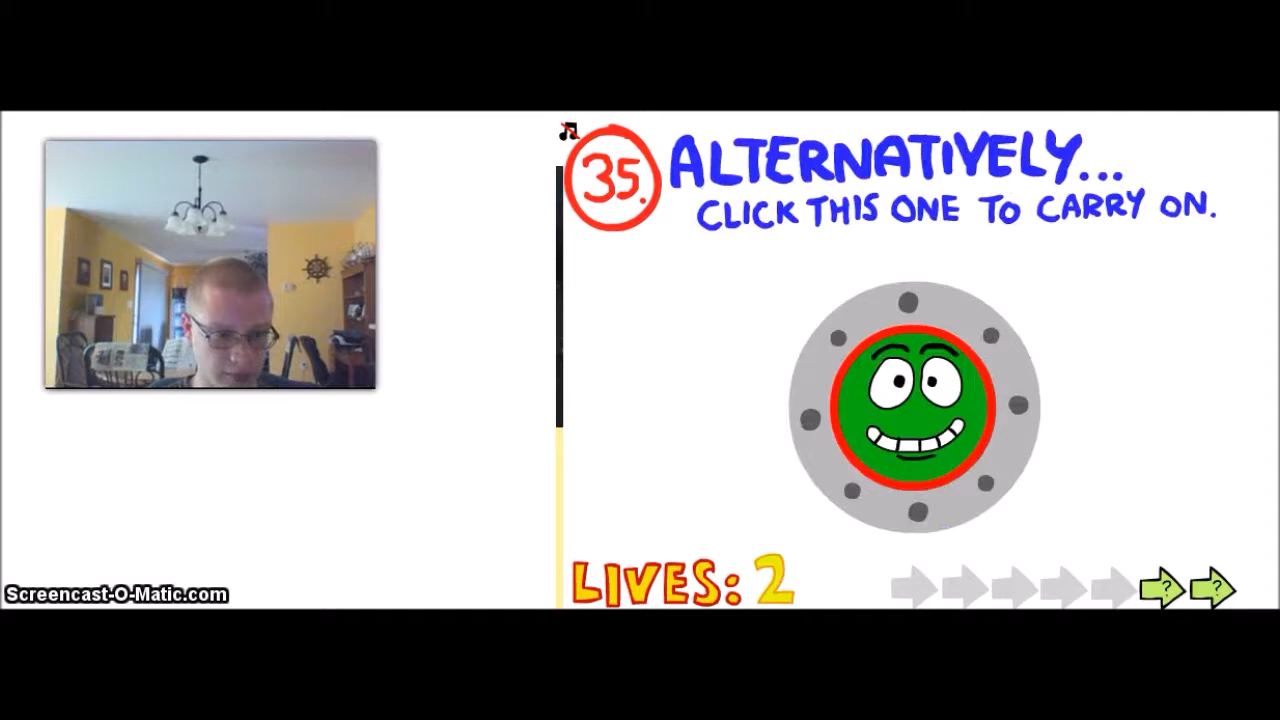 35.
ALTERNATIVELY...
CLICK THIS ONE TO CARRY ON.
LIVES: 2
? ?
Screencast-O-Matic.com